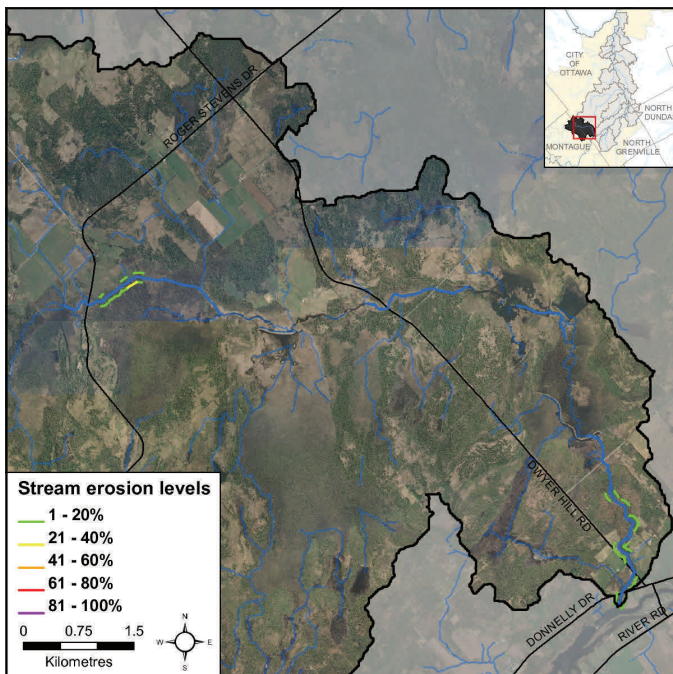 ROGER STEVENS DR
CITY
OF
OTTAWA
NORTH
DUNDAS
MONTAGUE
NORTH
GRENVILLE
DWYER HILL RD
DONNELLY DR
RIVER RD
Stream erosion levels
1 - 20%
21 - 40%
41 - 60%
61 - 80%
81 - 100%
0 0.75 1.5
Kilometres
N
W E
S